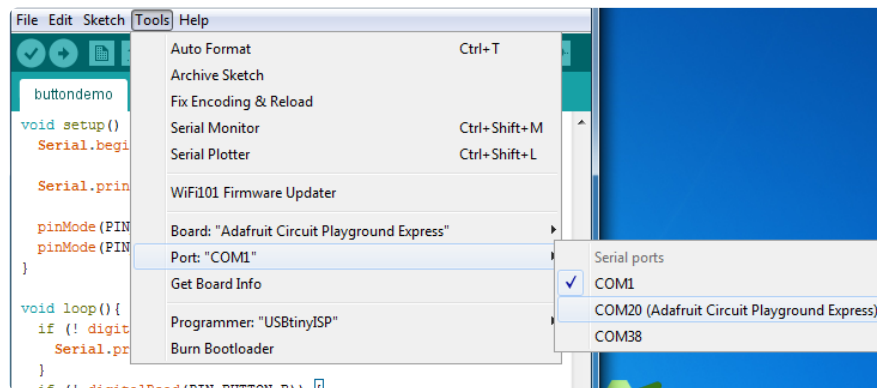 File Edit Sketch Tools Help
Auto Format Ctrl+T
Archive Sketch
Fix Encoding & Reload
Serial Monitor Ctrl+Shift+M
Serial Plotter Ctrl+Shift+L
WiFi101 Firmware Updater
Board: "Adafruit Circuit Playground Express"
Port: "COM1"
Get Board Info
Programmer: "USBtinyISP"
Burn Bootloader
Serial ports
COM1
COM20 (Adafruit Circuit Playground Express)
COM38
buttondemo
void setup()
Serial.begi
Serial.prin
pinMode(PIN
pinMode(PIN
}
void loop(){
if (! digit
Serial.pr
}